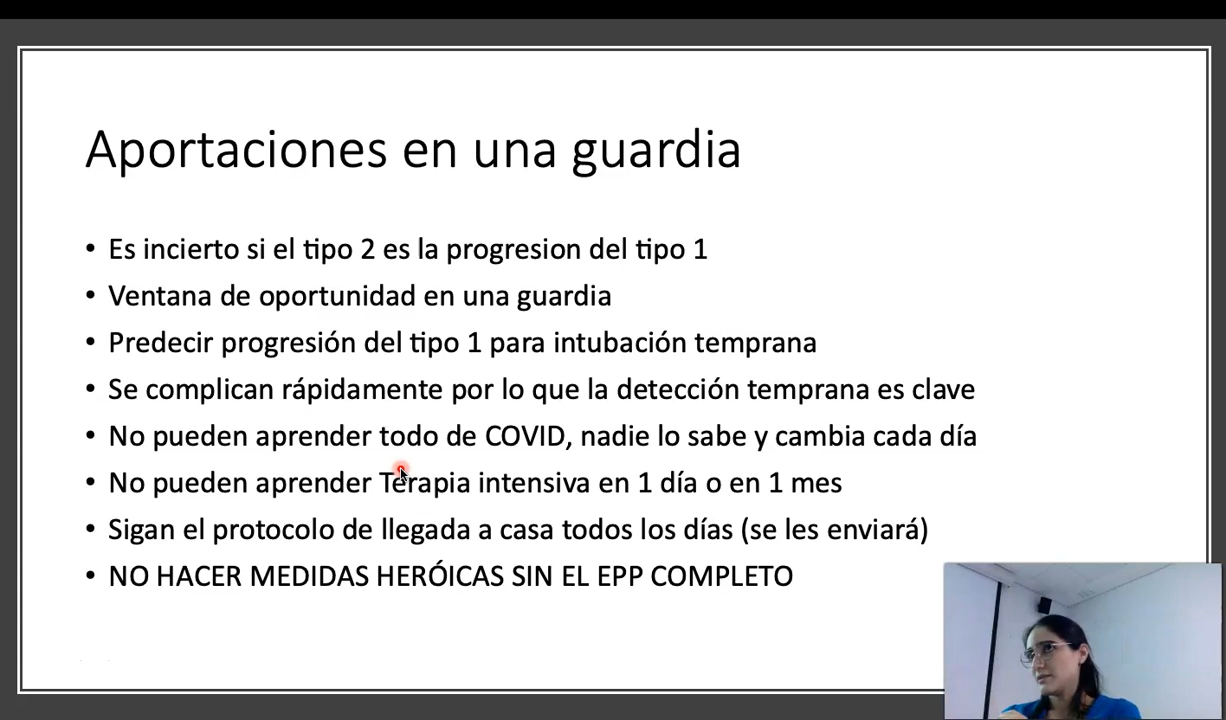 Aportaciones en una guardia
• Es incierto si el tipo 2 es la progresion del tipo 1
• Ventana de oportunidad en una guardia
• Predecir progresión del tipo 1 para intubación temprana
• Se complican rápidamente por lo que la detección temprana es clave
• No pueden aprender todo de COVID, nadie lo sabe y cambia cada día
• No pueden aprender Terapia intensiva en 1 día o en 1 mes
• Sigan el protocolo de llegada a casa todos los días (se les enviará)
• NO HACER MEDIDAS HERÓICAS SIN EL EPP COMPLETO